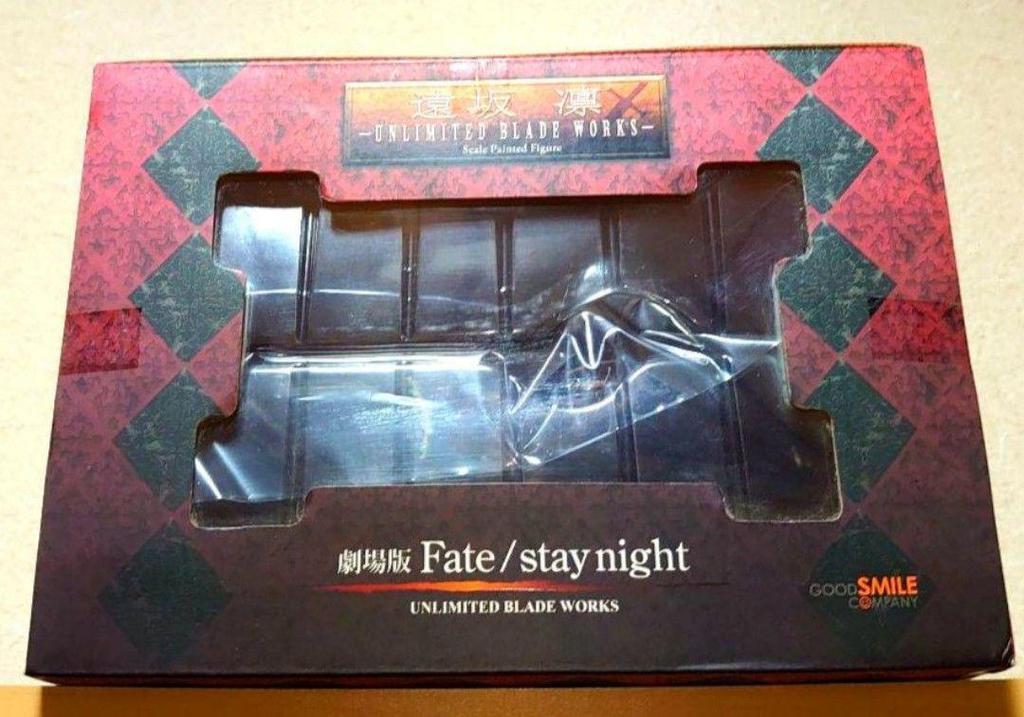 遠坂 凛
-UNLIMITED BLADE WORKS-
Scale Painted Figure
劇場版 Fate/stay night
UNLIMITED BLADE WORKS
GOOD SMILE
COMPANY